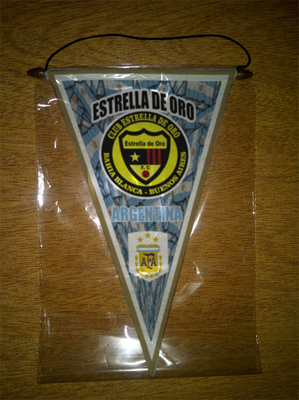 ESTRELLA DE ORO
CLUB ESTRELLA DE ORO
Estrella de Oro
F.C
BAHIA BLANCA - BUENOS AIRES
ARGENTINA
AFA